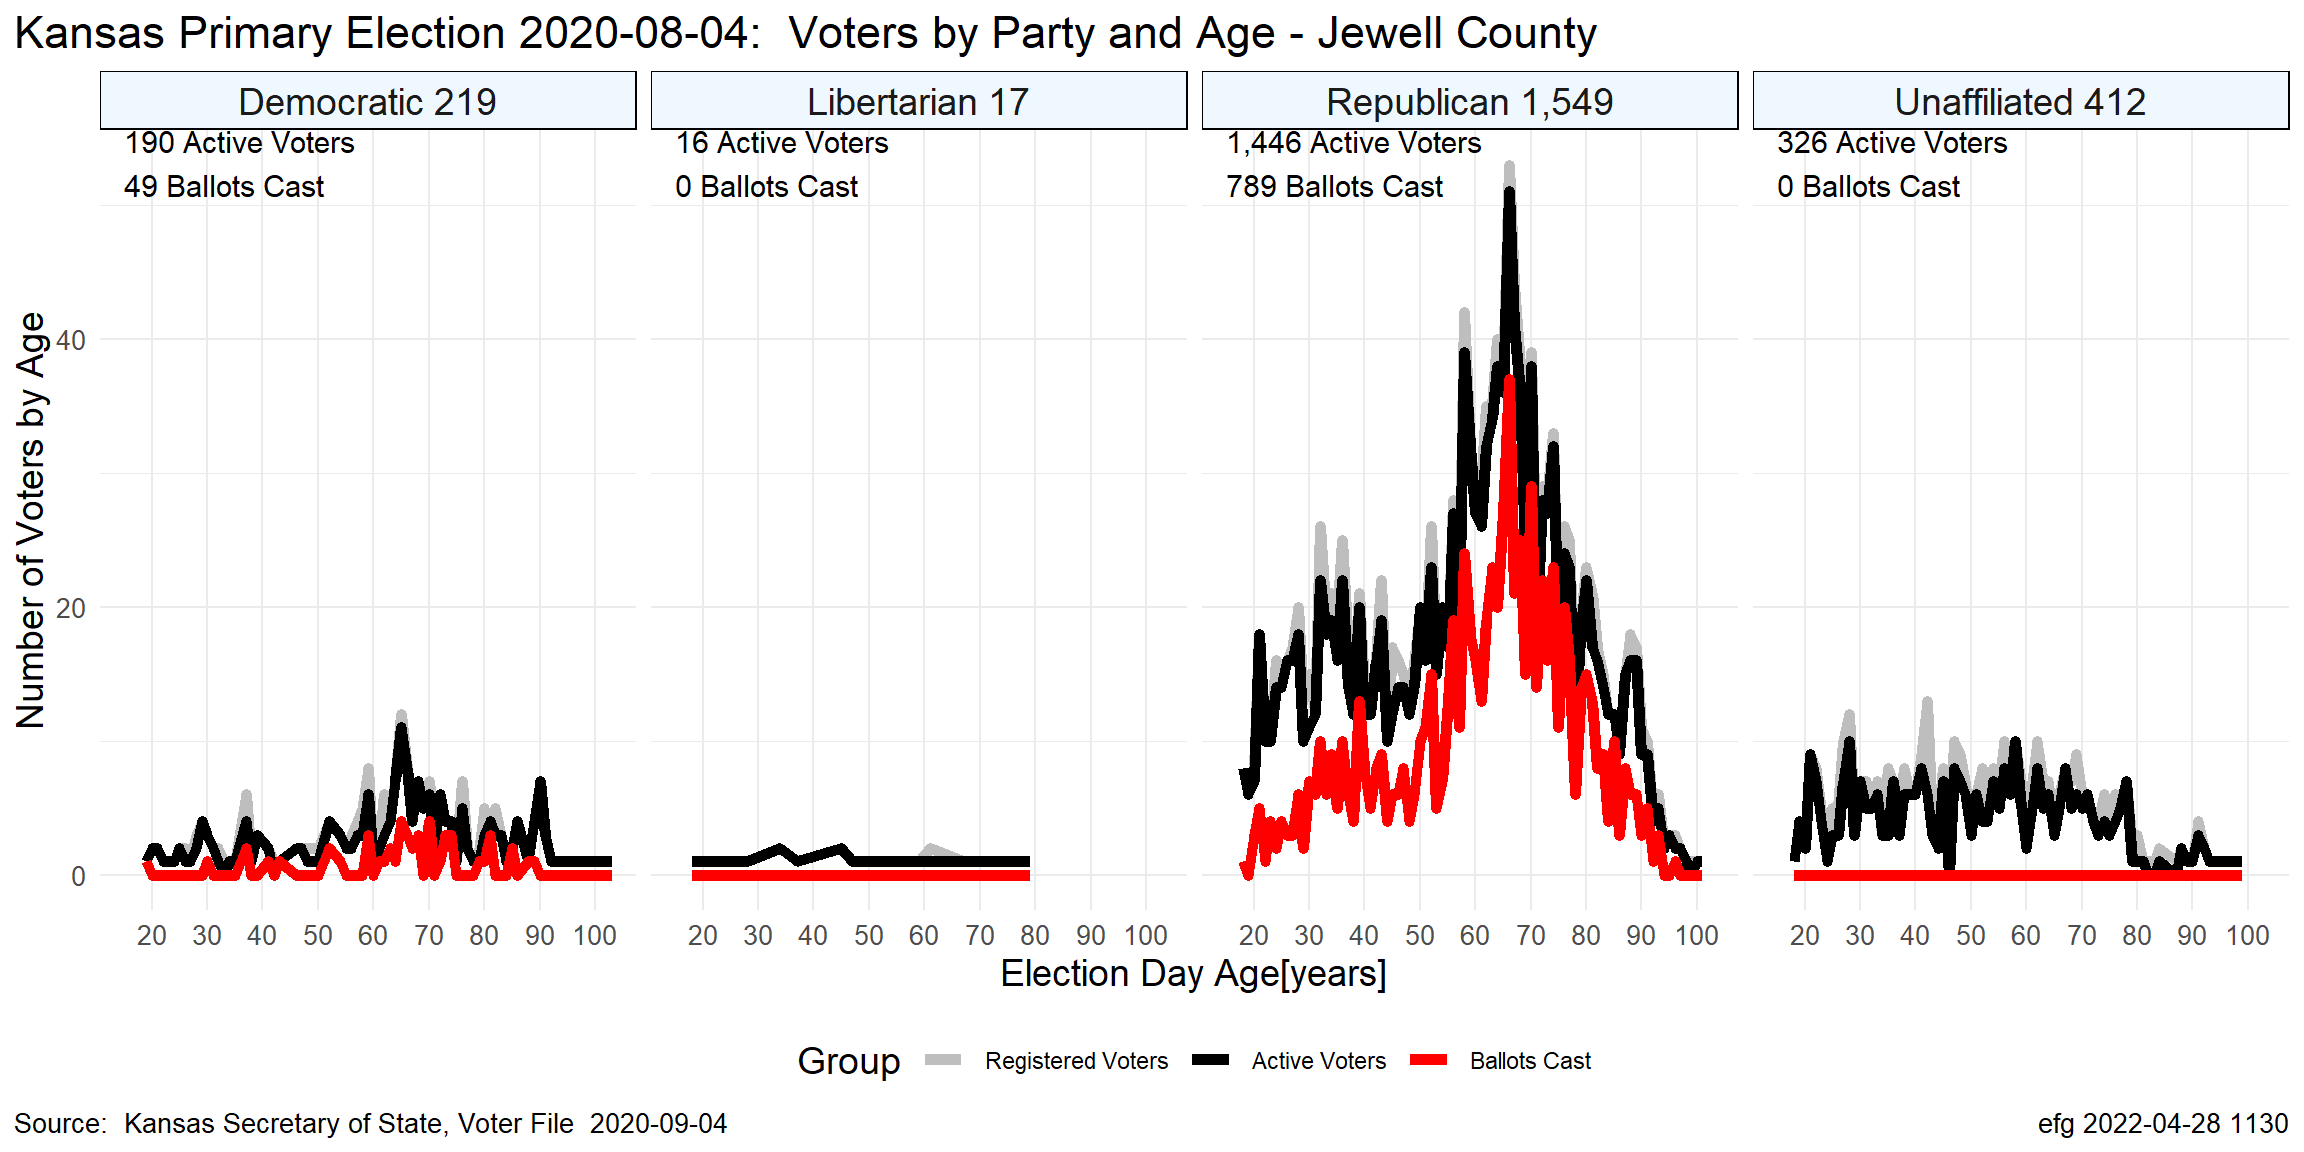 Kansas Primary Election 2020-08-04:  Voters by Party and Age - Jewell County
Democratic 219
Libertarian 17
Republican 1,549
Unaffiliated 412
190 Active Voters
49 Ballots Cast
16 Active Voters
0 Ballots Cast
1,446 Active Voters
789 Ballots Cast
326 Active Voters
0 Ballots Cast
Number of Voters by Age
40
20
0
20 30 40 50 60 70 80 90 100
20 30 40 50 60 70 80 90 100
20 30 40 50 60 70 80 90 100
20 30 40 50 60 70 80 90 100
Election Day Age[years]
Group Registered Voters Active Voters Ballots Cast
Source:  Kansas Secretary of State, Voter File  2020-09-04
efg 2022-04-28 1130